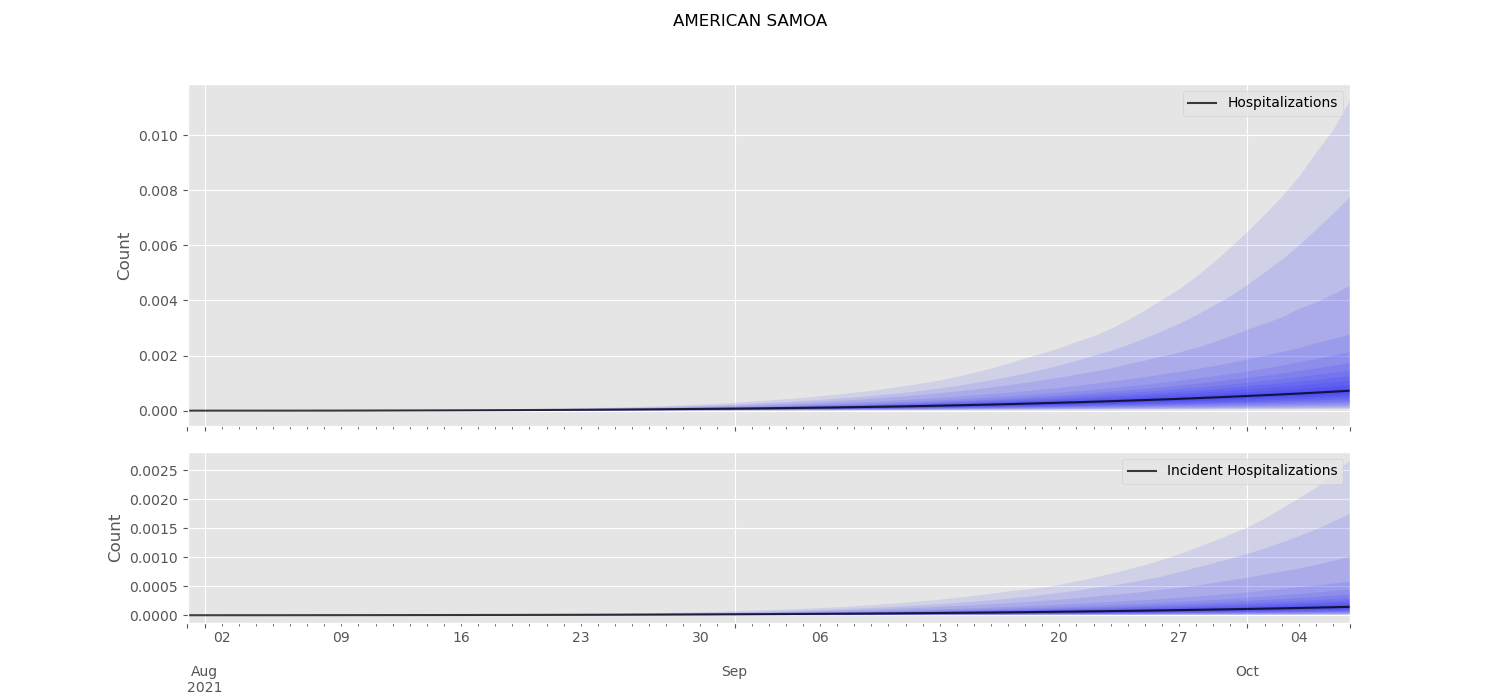 AMERICAN SAMOA
Hospitalizations
Count
0.010
0.008
0.006
0.004
0.002
0.000
Incident Hospitalizations
Count
0.0025
0.0020
0.0015
0.0010
0.0005
0.0000
02 09 16 23 30 06 13 20 27 04
Aug Sep Oct
2021